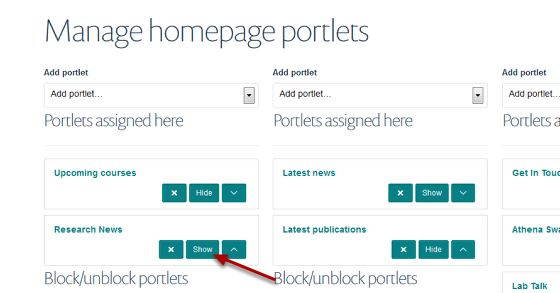 Manage homepage portlets
Add portlet
Add portlet...
Portlets assigned here
Upcoming courses
Hide
Research News
Show
Block/unblock portlets
Add portlet
Add portlet...
Portlets assigned here
Latest news
Show
Latest publications
Hide
Block/unblock portlets
Add portlet
Add portlet
Portlets a
Get In Touc
Athena Swa
Lab Talk